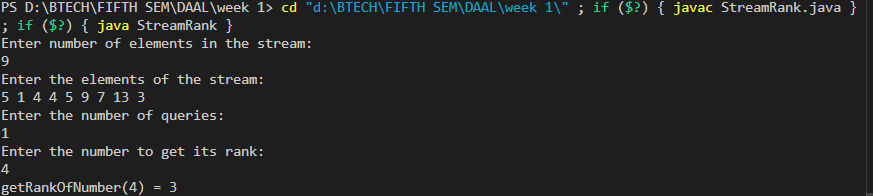 PS D:\BTECH\FIFTH SEM\DAAL\week 1> cd "d:\BTECH\FIFTH SEM\DAAL\week 1\" ; if ($?) { javac StreamRank.java }
; if ($?) { java StreamRank }
Enter number of elements in the stream:
9
Enter the elements of the stream:
5 1 4 4 5 9 7 13 3
Enter the number of queries:
1
Enter the number to get its rank:
4
getRankOfNumber(4) = 3